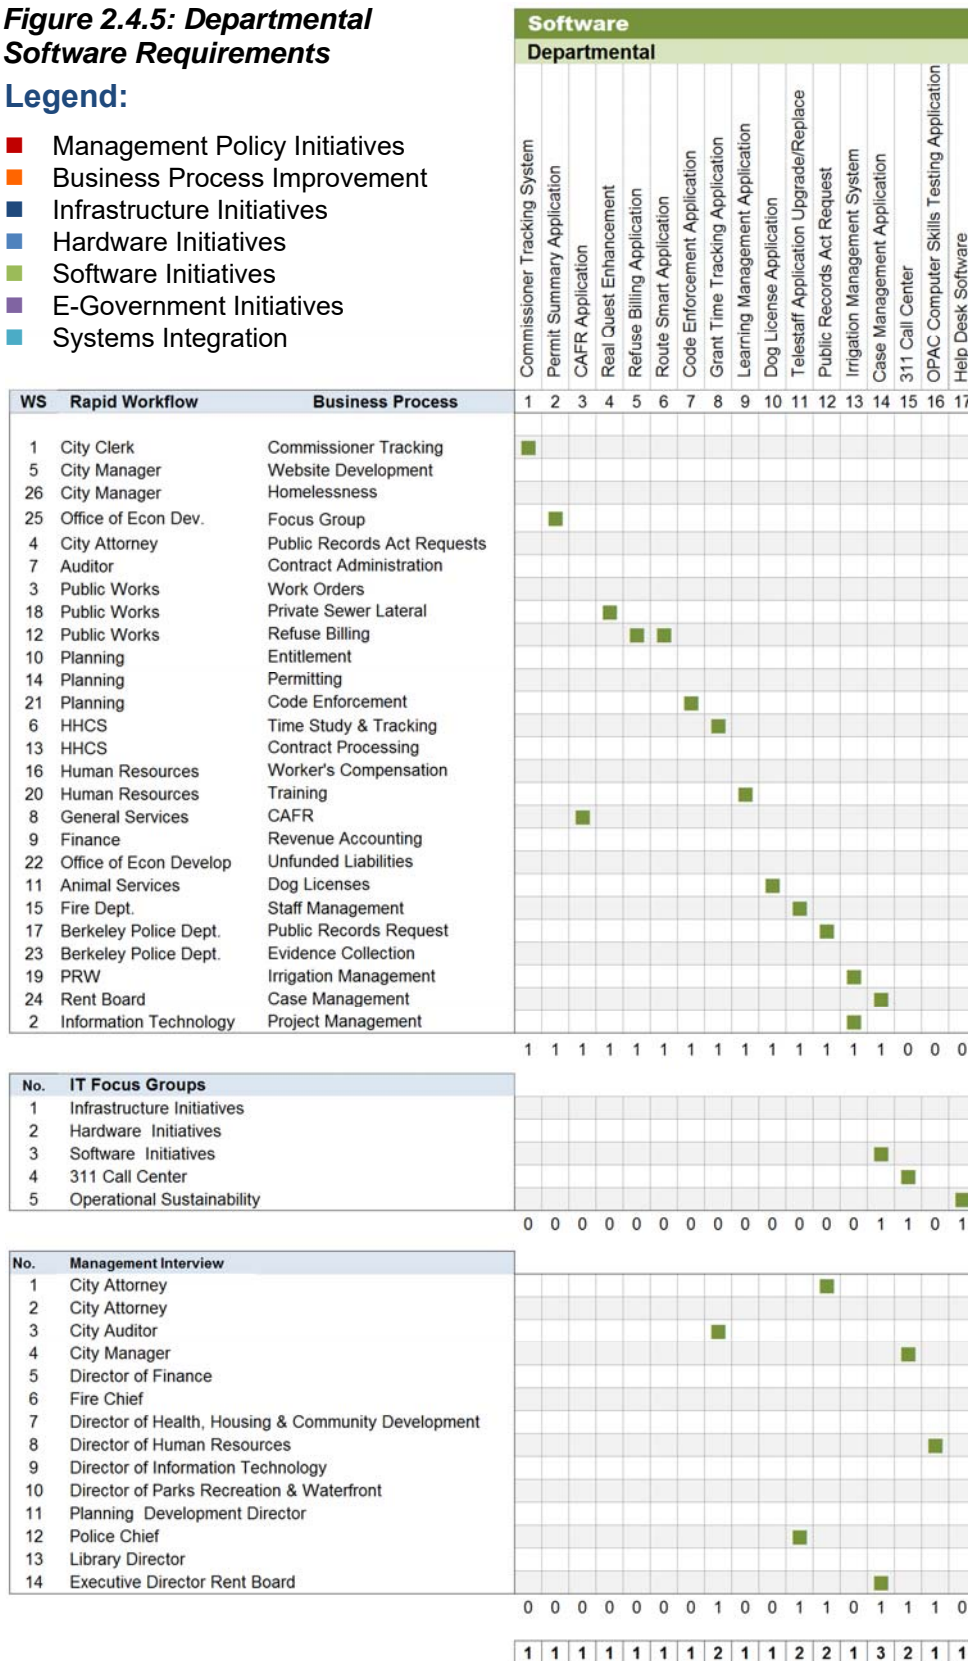 Figure 2.4.5: Departmental
Software Requirements
Legend:
Management Policy Initiatives
Business Process Improvement
Infrastructure Initiatives
Hardware Initiatives
Software Initiatives
E-Government Initiatives
Systems Integration
Software
Departmental
Commissioner Tracking System
Permit Summary Application
CAFR Application
Real Quest Enhancement
Refuse Billing Application
Route Smart Application
Code Enforcement Application
Grant Time Tracking Application
Learning Management Application
Dog License Application
Telestaff Application Upgrade/Replace
Public Records Act Request
Irrigation Management System
Case Management Application
311 Call Center
OPAC Computer Skills Testing Application
Help Desk Software
WS Rapid Workflow Business Process 1 2 3 4 5 6 7 8 9 10 11 12 13 14 15 16 17
1 City Clerk Commissioner Tracking
5 City Manager Website Development
26 City Manager Homelessness
25 Office of Econ Dev. Focus Group
4 City Attorney Public Records Act Requests
7 Auditor Contract Administration
3 Public Works Work Orders
18 Public Works Private Sewer Lateral
12 Public Works Refuse Billing
10 Planning Entitlement
14 Planning Permitting
21 Planning Code Enforcement
6 HHCS Time Study & Tracking
13 HHCS Contract Processing
16 Human Resources Worker's Compensation
20 Human Resources Training
8 General Services CAFR
9 Finance Revenue Accounting
22 Office of Econ Develop Unfunded Liabilities
11 Animal Services Dog Licenses
15 Fire Dept. Staff Management
17 Berkeley Police Dept. Public Records Request
23 Berkeley Police Dept. Evidence Collection
19 PRW Irrigation Management
24 Rent Board Case Management
2 Information Technology Project Management
1 1 1 1 1 1 1 1 1 1 1 1 1 1 0 0 0
No. IT Focus Groups
1 Infrastructure Initiatives
2 Hardware Initiatives
3 Software Initiatives
4 311 Call Center
5 Operational Sustainability
0 0 0 0 0 0 0 0 0 0 0 0 0 1 1 0 1
No. Management Interview
1 City Attorney
2 City Attorney
3 City Auditor
4 City Manager
5 Director of Finance
6 Fire Chief
7 Director of Health, Housing & Community Development
8 Director of Human Resources
9 Director of Information Technology
10 Director of Parks Recreation & Waterfront
11 Planning Development Director
12 Police Chief
13 Library Director
14 Executive Director Rent Board
0 0 0 0 0 0 0 1 0 0 1 1 0 1 1 1 0
1 1 1 1 1 1 1 2 1 1 2 2 1 3 2 1 1